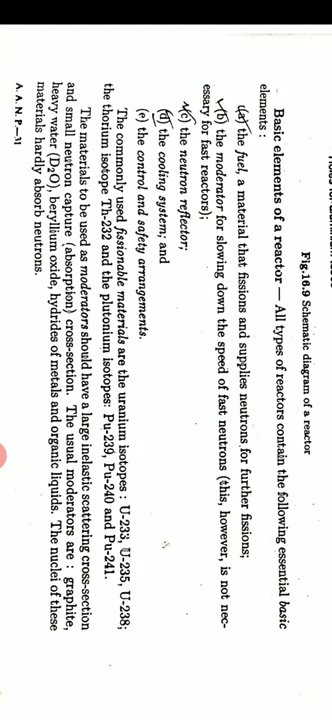 Fig.16.9 Schematic diagram of a reactor
Basic elements of a reactor — All types of reactors contain the following essential basic
elements :
(a) the fuel, a material that fissions and supplies neutrons for further fissions;
(b) the moderator for slowing down the speed of fast neutrons (this, however, is not nec-
essary for fast reactors);
(c) the neutron reflector;
(d) the cooling system; and
(e) the control and safety arrangements.
The commonly used fissionable materials are the uranium isotopes : U-233, U-235, U-238;
the thorium isotope Th-232 and the plutonium isotopes: Pu-239, Pu-240 and Pu-241.
The materials to be used as moderators should have a large inelastic scattering cross-section
and small neutron capture (absorption) cross-section. The usual moderators are : graphite,
heavy water (D₂O), beryllium oxide, hydrides of metals and organic liquids. The nuclei of these
materials hardly absorb neutrons.
A. A. N. P.—31